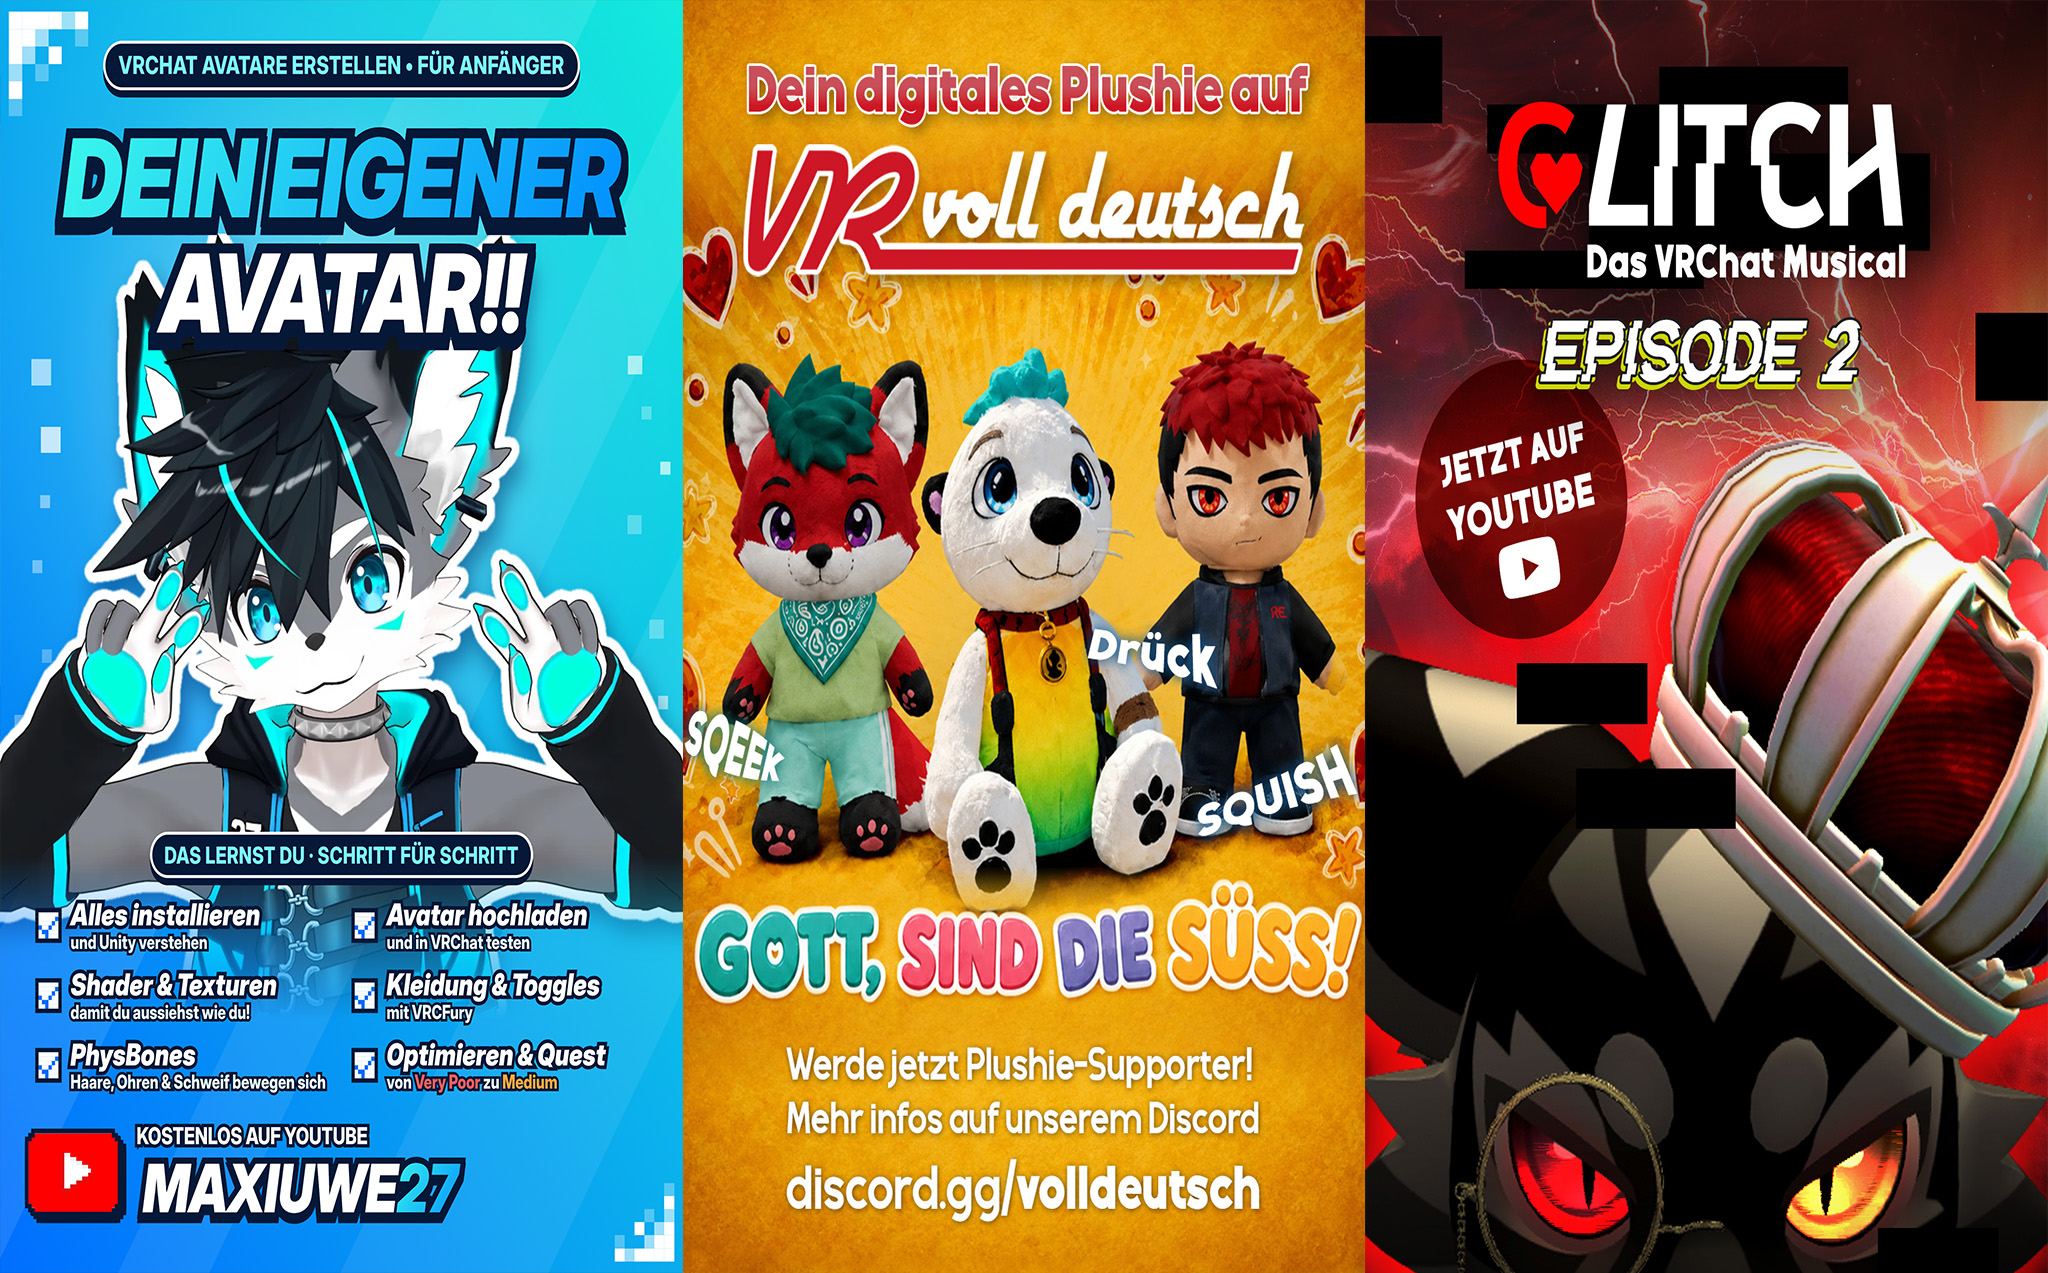 VRCHAT AVATARE ERSTELLEN • FÜR ANFÄNGER
DEIN EIGENER
AVATAR!!
27
DAS LERNST DU · SCHRITT FÜR SCHRITT
Alles installieren
und Unity verstehen
Avatar hochladen
und in VRChat testen
Shader & Texturen
damit du aussiehst wie du!
Kleidung & Toggles
mit VRCFury
PhysBones
Haare, Ohren & Schweif bewegen sich
Optimieren & Quest
von Very Poor zu Medium
KOSTENLOS AUF YOUTUBE
MAXIUWE27
Dein digitales Plushie auf
VR voll deutsch
RE
Drück
SQEEK
SQUISH
GOTT, SIND DIE SÜSS!
Werde jetzt Plushie-Supporter!
Mehr infos auf unserem Discord
discord.gg/volldeutsch
GLITCH
Das VRChat Musical
EPISODE 2
JETZT AUF
YOUTUBE